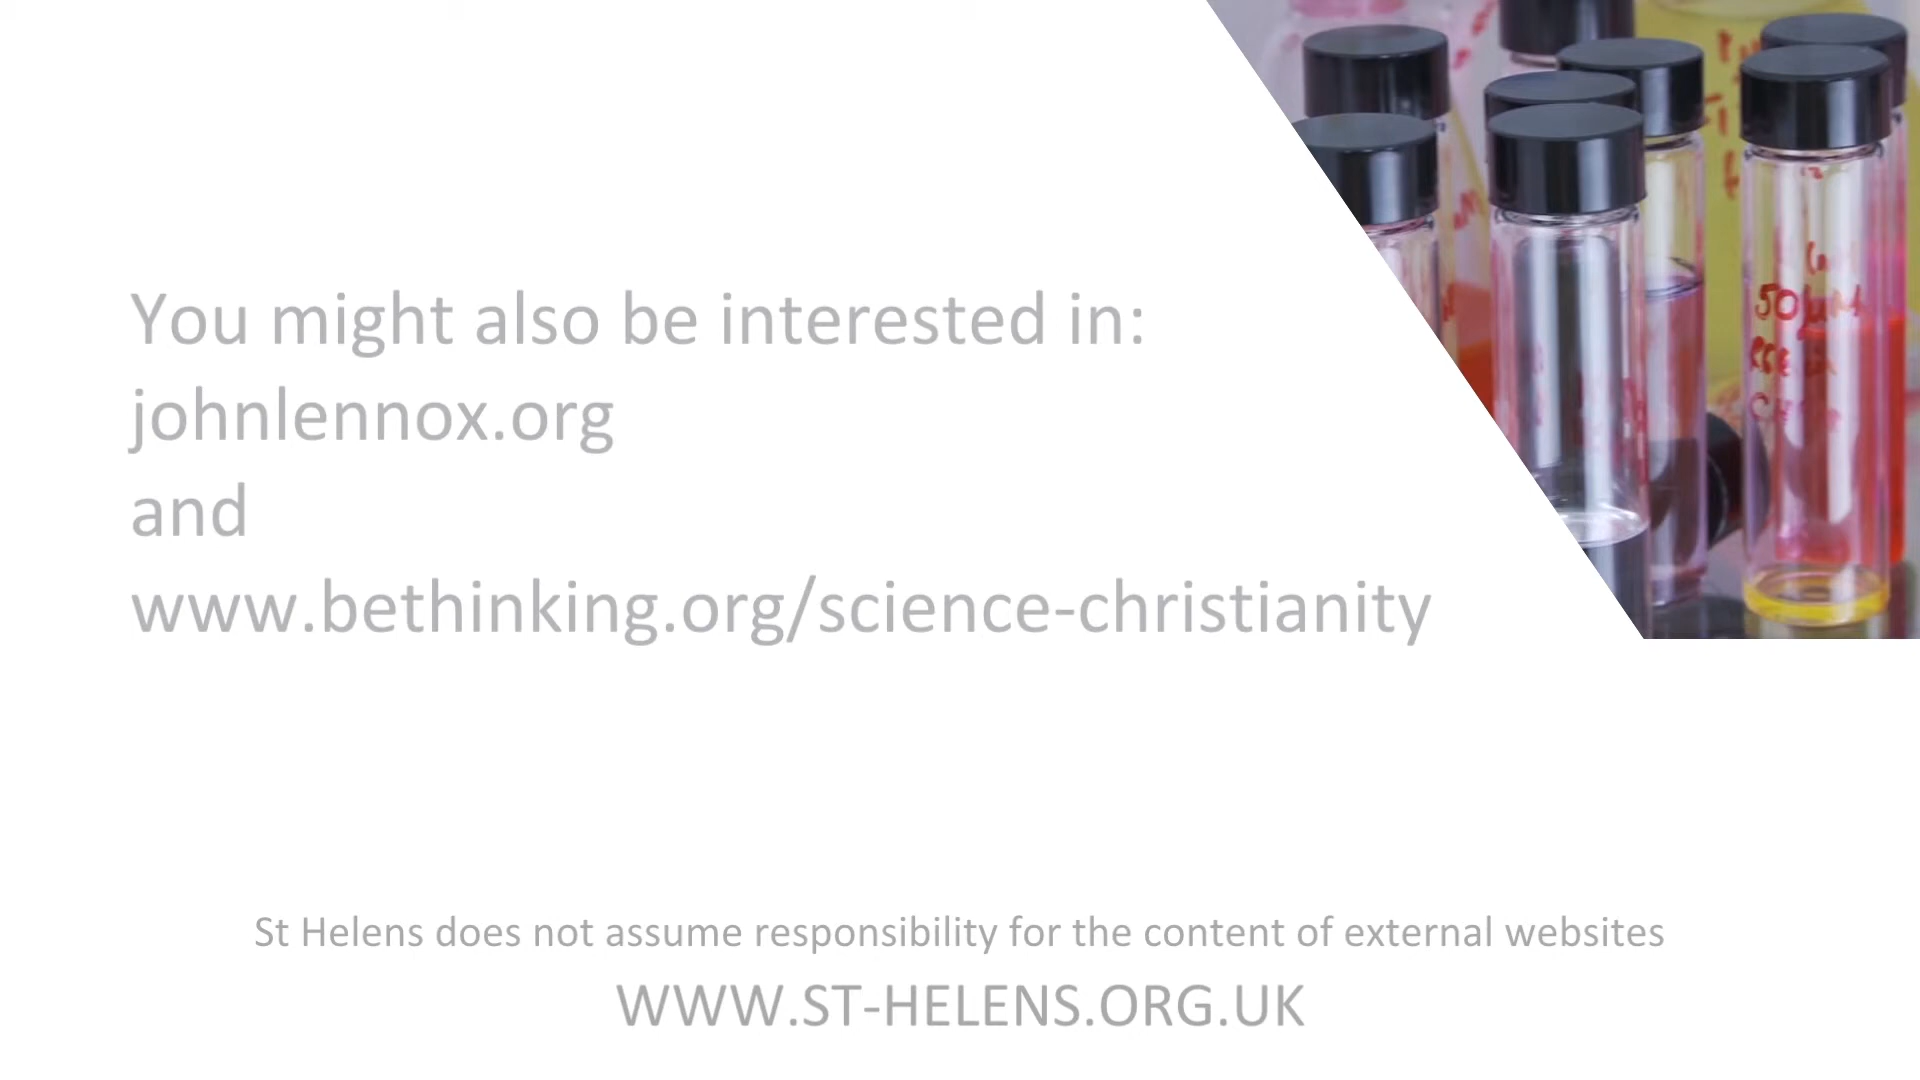 You might also be interested in:
johnlennox.org
and
www.bethinking.org/science-christianity
50µM
St Helens does not assume responsibility for the content of external websites
WWW.ST-HELENS.ORG.UK